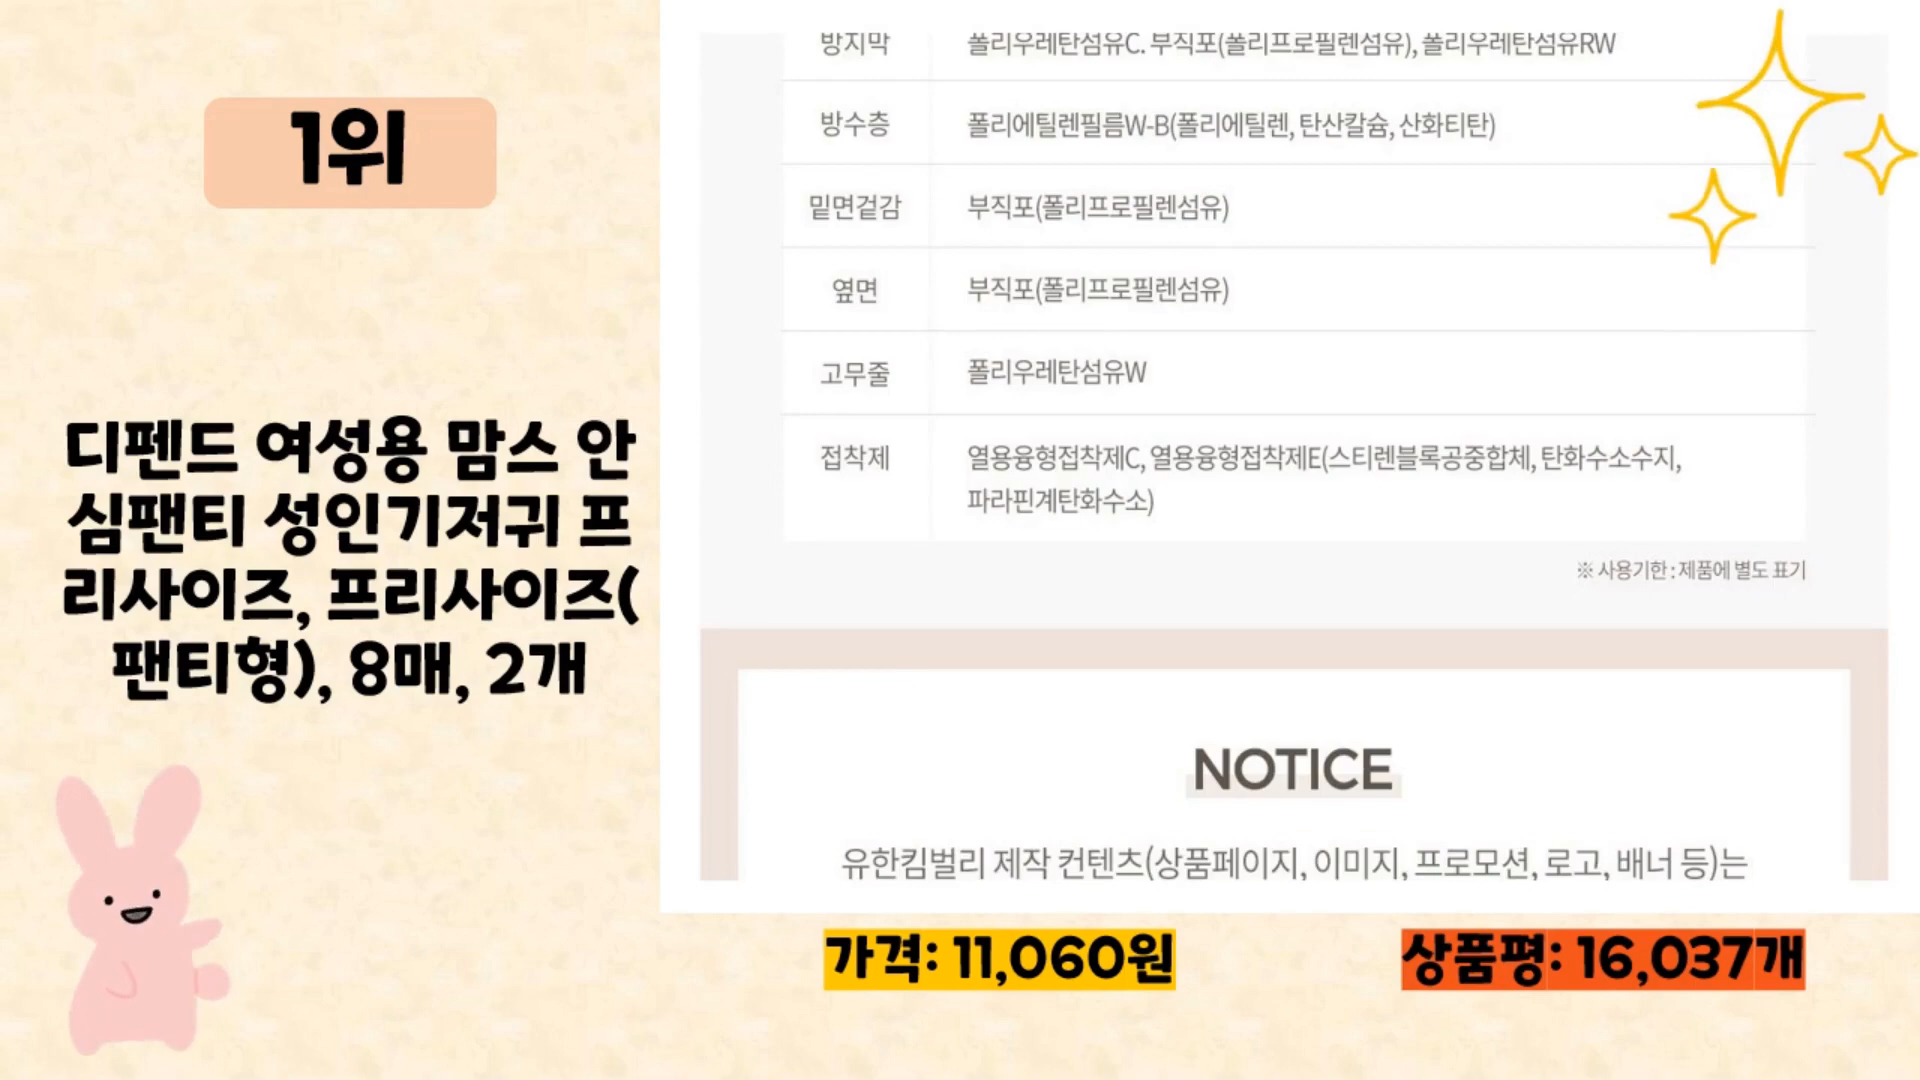 1위
디펜드 여성용 맘스 안
심팬티 성인기저귀 프
리사이즈, 프리사이즈(
팬티형), 8매, 2개
방지막 폴리우레탄섬유C. 부직포(폴리프로필렌섬유), 폴리우레탄섬유RW
방수층 폴리에틸렌필름W-B(폴리에틸렌, 탄산칼슘, 산화티탄)
밑면겉감 부직포(폴리프로필렌섬유)
옆면 부직포(폴리프로필렌섬유)
고무줄 폴리우레탄섬유W
접착제 열용융형접착제C, 열용융형접착제E(스티렌블록공중합체, 탄화수소수지,
파라핀계탄화수소)
※ 사용기한 : 제품에 별도 표기
NOTICE
유한킴벌리 제작 컨텐츠(상품페이지, 이미지, 프로모션, 로고, 배너 등)는
가격: 11,060원
상품평: 16,037개